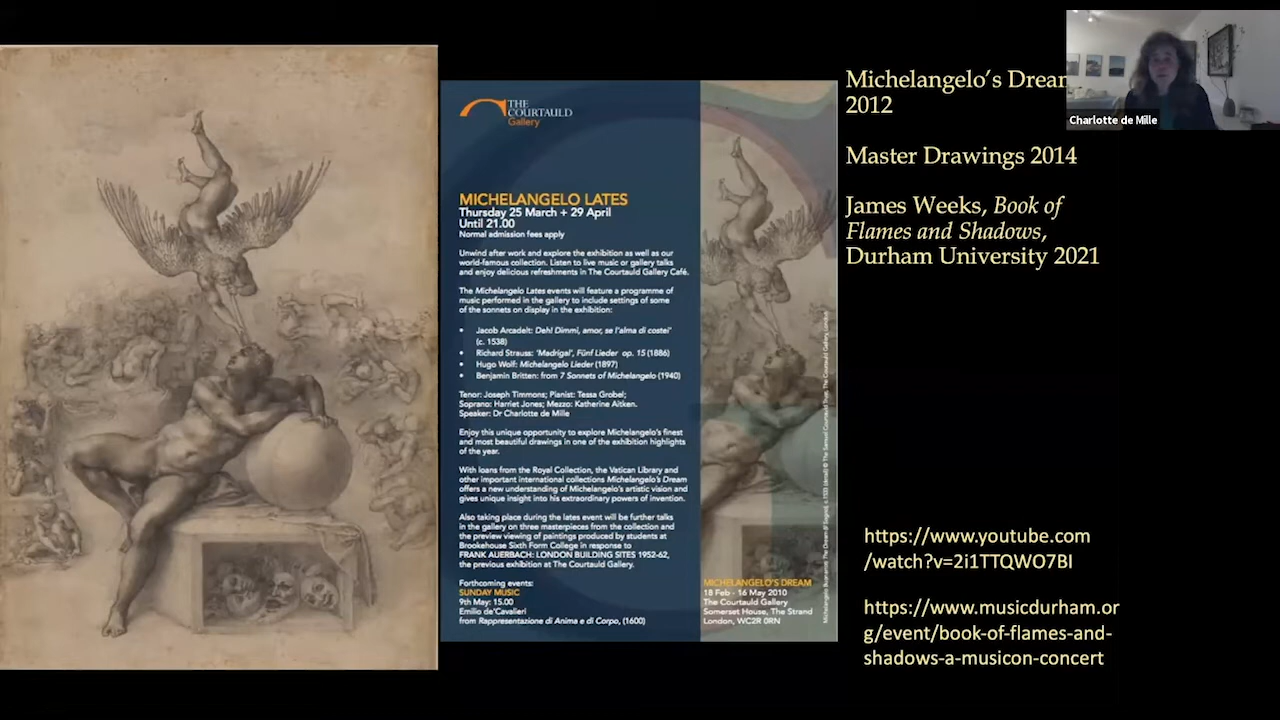 THE
COURTAULD
Gallery
MICHELANGELO LATES
Thursday 25 March + 29 April
Until 21.00
Normal admission fees apply
Unwind after work and explore the exhibition as well as our
world-famous collection. Listen to live music or gallery talks
and enjoy delicious refreshments in The Courtauld Gallery Café.
The Michelangelo Lates events will feature a programme of
music performed in the gallery to include settings of some
of the sonnets on display in the exhibition:
• Jacob Arcadelt: Deh! Dimmi, amor, se l'alma di costei'
(c. 1538)
• Richard Strauss: 'Madrigal', Fünf Lieder op. 15 (1886)
• Hugo Wolf: Michelangelo Lieder (1897)
• Benjamin Britten: from 7 Sonnets of Michelangelo (1940)
Tenor: Joseph Timmons; Pianist: Tessa Grobel;
Soprano: Harriet Jones; Mezzo: Katherine Aitken.
Speaker: Dr Charlotte de Mille
Enjoy this unique opportunity to explore Michelangelo's finest
and most beautiful drawings in one of the exhibition highlights
of the year.
With loans from the Royal Collection, the Vatican Library and
other important international collections Michelangelo's Dream
offers a new understanding of Michelangelo's artistic vision and
gives unique insight into his extraordinary powers of invention.
Also taking place during the lates event will be further talks
in the gallery on three masterpieces from the collection and
the preview viewing of paintings produced by students at
Brookehouse Sixth Form College in response to
FRANK AUERBACH: LONDON BUILDING SITES 1952-62,
the previous exhibition at The Courtauld Gallery.
Forthcoming events:
SUNDAY MUSIC
9th May: 15.00
Emilio de'Cavalieri
from Rappresentazione di Anima e di Corpo, (1600)
MICHELANGELO'S DREAM
18 Feb - 16 May 2010
The Courtauld Gallery
Somerset House, The Strand
London, WC2R 0RN
Michelangelo's Dream
2012
Master Drawings 2014
James Weeks, Book of
Flames and Shadows,
Durham University 2021
https://www.youtube.com
/watch?v=2i1TTQWO7BI
https://www.musicdurham.or
g/event/book-of-flames-and-
shadows-a-musicon-concert
Charlotte de Mille